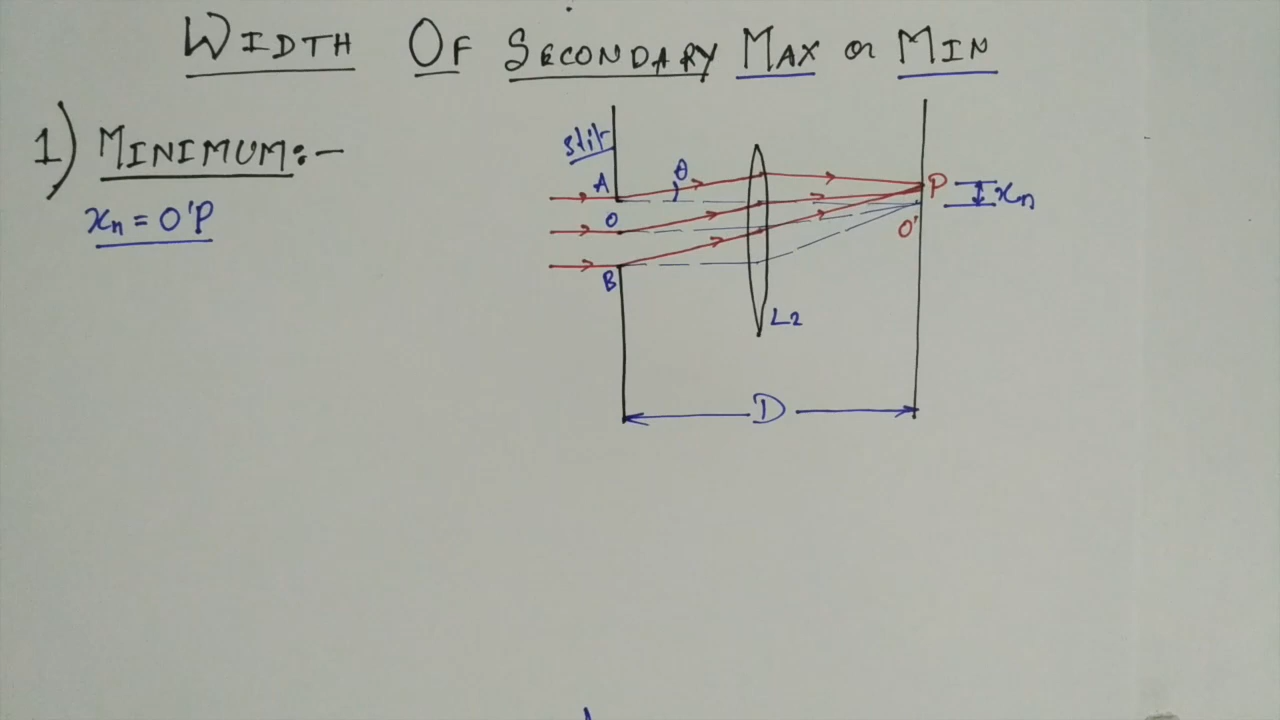 WIDTH OF SECONDARY MAX or MIN
1) MINIMUM:-
xₙ = O'P
slit
A
θ
O
B
P
xₙ
O'
L2
D